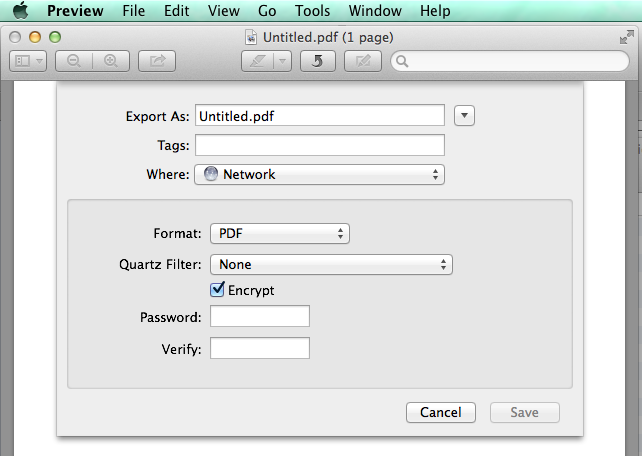 Preview File Edit View Go Tools Window Help
Untitled.pdf (1 page)
Export As: Untitled.pdf
Tags:
Where: Network
Format: PDF
Quartz Filter: None
Encrypt
Password:
Verify:
Cancel Save